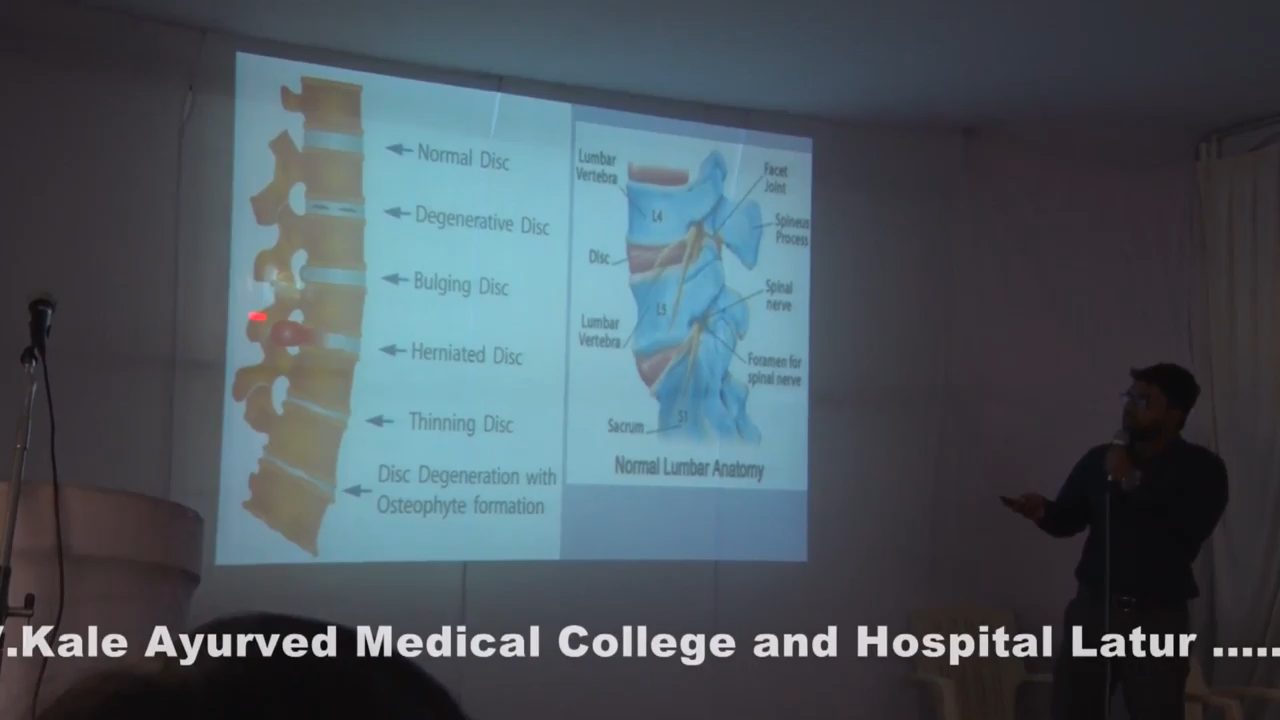 Normal Disc
Degenerative Disc
Bulging Disc
Herniated Disc
Thinning Disc
Disc Degeneration with
Osteophyte formation
Lumbar
Vertebra
Facet
Joint
L4
Spineus
Process
Disc
Spinal
nerve
L5
Lumbar
Vertebra
Foramen for
spinal nerve
S1
Sacrum
Normal Lumbar Anatomy
.Kale Ayurved Medical College and Hospital Latur .....